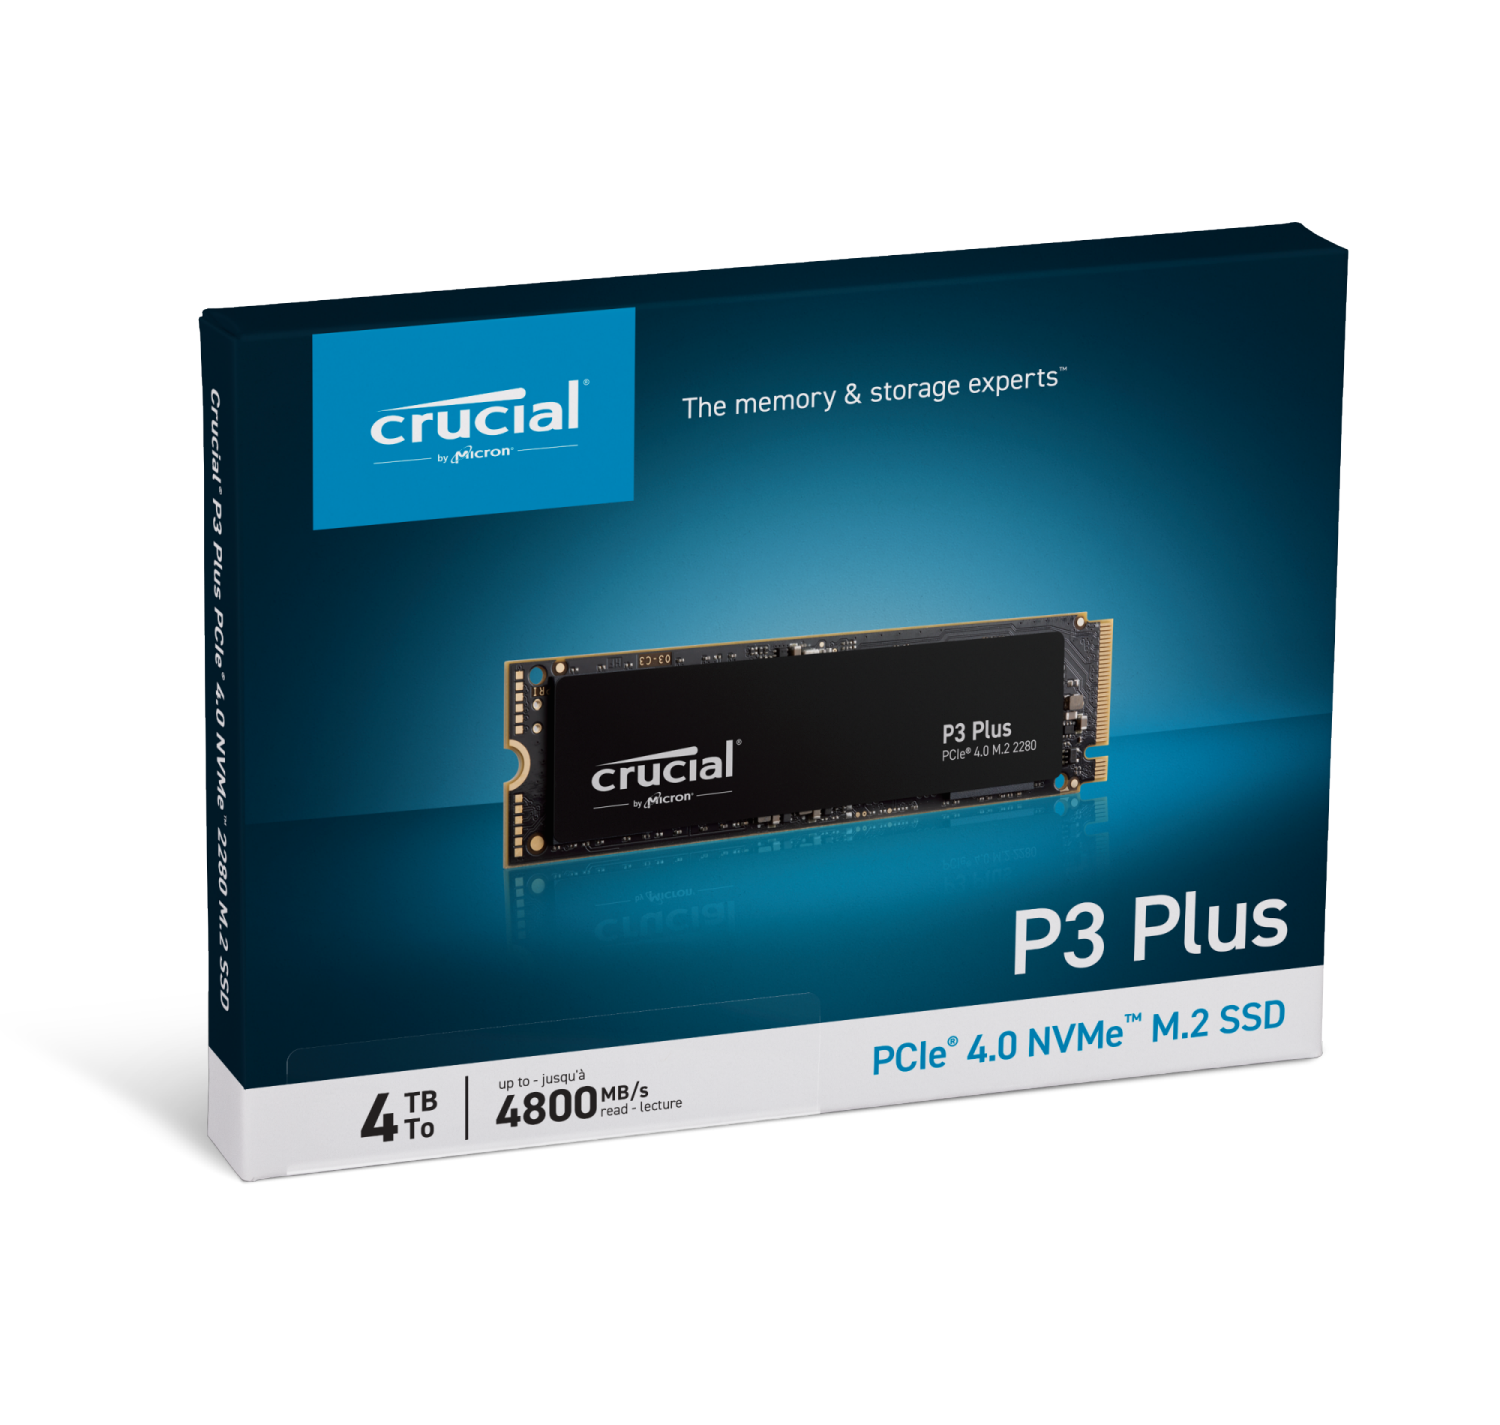 crucial®
by Micron®
The memory & storage experts™
Crucial® P3 Plus PCIe® 4.0 NVMe™ 2280 M.2 SSD
03-C3
P3 Plus
PCIe® 4.0 M.2 2280
crucial®
by Micron®
P3 Plus
PCIe® 4.0 NVMe™ M.2 SSD
4 TB
To
up to - jusqu'à
4800 MB/s
read - lecture